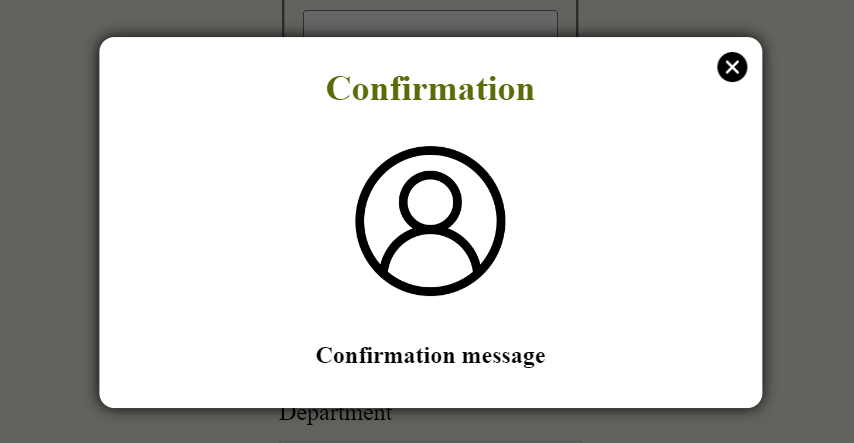 Confirmation
Confirmation message
Department